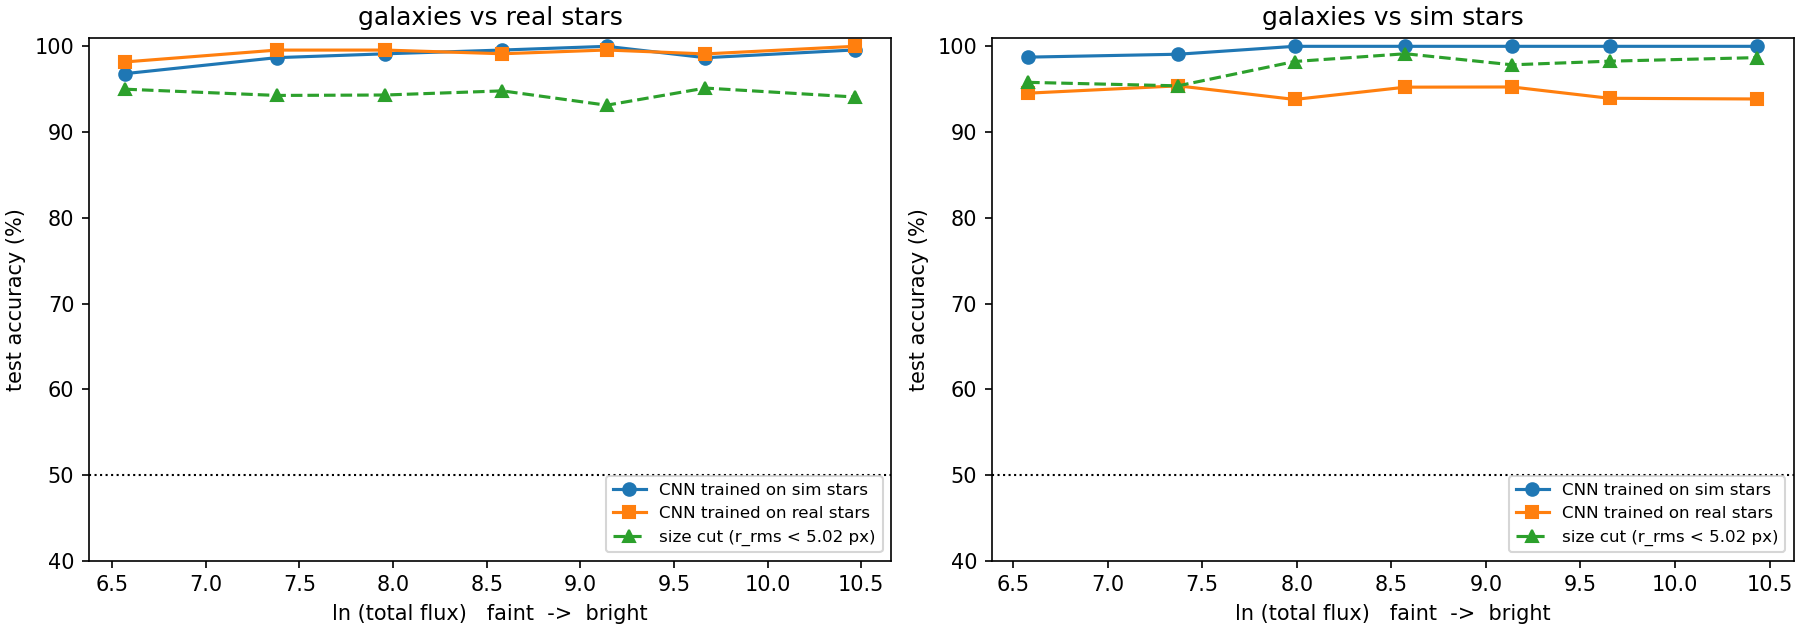 galaxies vs real stars
test accuracy (%)
100
90
80
70
60
50
40
CNN trained on sim stars
CNN trained on real stars
size cut (r_rms < 5.02 px)
6.5 7.0 7.5 8.0 8.5 9.0 9.5 10.0 10.5
ln (total flux) faint -> bright
galaxies vs sim stars
test accuracy (%)
100
90
80
70
60
50
40
CNN trained on sim stars
CNN trained on real stars
size cut (r_rms < 5.02 px)
6.5 7.0 7.5 8.0 8.5 9.0 9.5 10.0 10.5
ln (total flux) faint -> bright